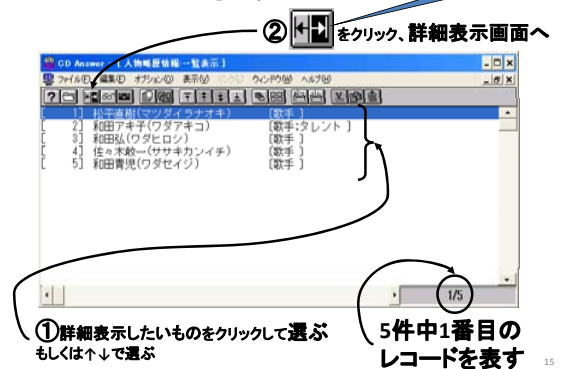 ② をクリック、詳細表示画面へ
CD Answer - [ 人物略歴情報:一覧表示 ]
ファイル(F) 編集(E) オプション(O) 表示(V) ウィンドウ(W) ヘルプ(H)
[ 1] 松平直樹(マツダイラナオキ) [歌手 ]
[ 2] 和田アキ子(ワダアキコ) [歌手;タレント ]
[ 3] 和田弘(ワダヒロシ) [歌手 ]
[ 4] 佐々木敢一(ササキカンイチ) [歌手 ]
[ 5] 和田青児(ワダセイジ) [歌手 ]
1/5
①詳細表示したいものをクリックして選ぶ
もしくは↑↓で選ぶ
5件中1番目の
レコードを表す
15